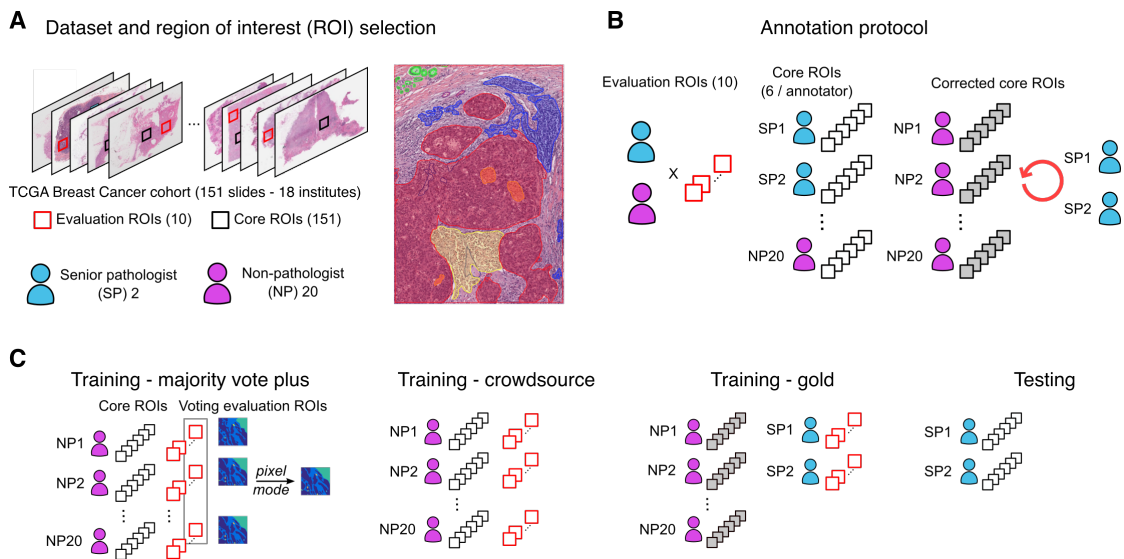 A
Dataset and region of interest (ROI) selection
...
TCGA Breast Cancer cohort (151 slides - 18 institutes)
Evaluation ROIs (10)
Core ROIs (151)
Senior pathologist
(SP) 2
Non-pathologist
(NP) 20
B
Annotation protocol
Evaluation ROIs (10)
X
Core ROIs
(6 / annotator)
SP1
SP2
NP20
Corrected core ROIs
NP1
NP2
NP20
SP1
SP2
C
Training - majority vote plus
Core ROIs
Voting evaluation ROIs
NP1
NP2
NP20
pixel
mode
Training - crowdsource
NP1
NP2
NP20
Training - gold
NP1
NP2
NP20
SP1
SP2
Testing
SP1
SP2